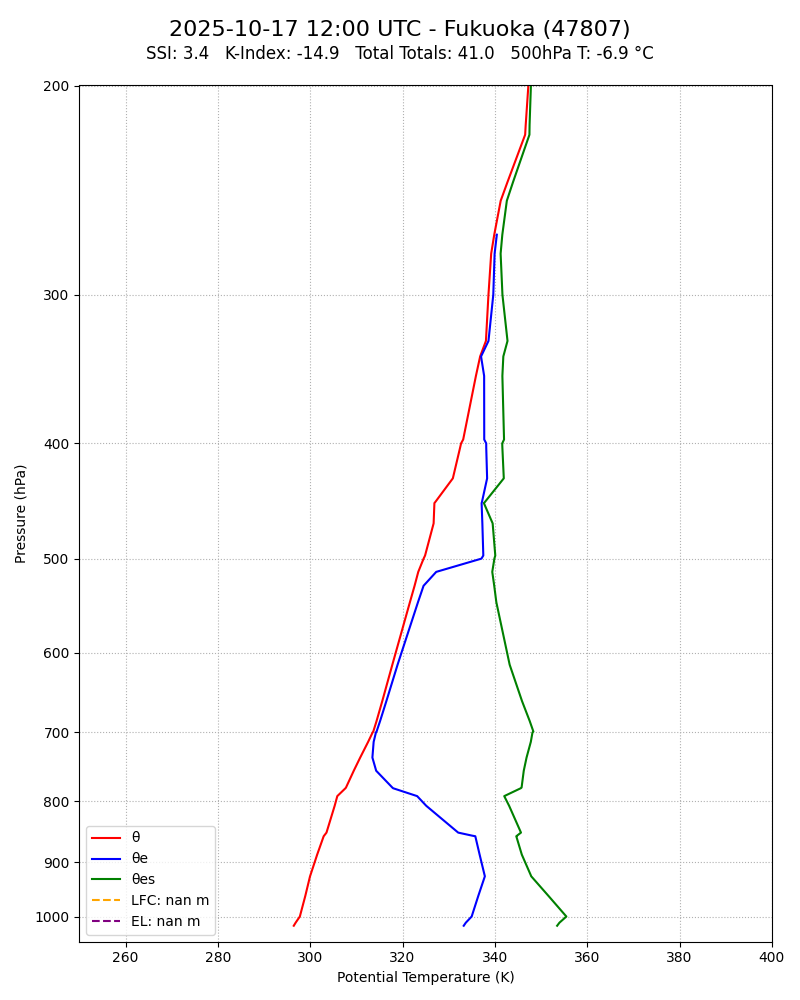 2025-10-17 12:00 UTC - Fukuoka (47807)
SSI: 3.4   K-Index: -14.9   Total Totals: 41.0   500hPa T: -6.9 °C
200
300
400
500
600
700
800
900
1000
Pressure (hPa)
θ
θe
θes
LFC: nan m
EL: nan m
260
280
300
320
340
360
380
400
Potential Temperature (K)